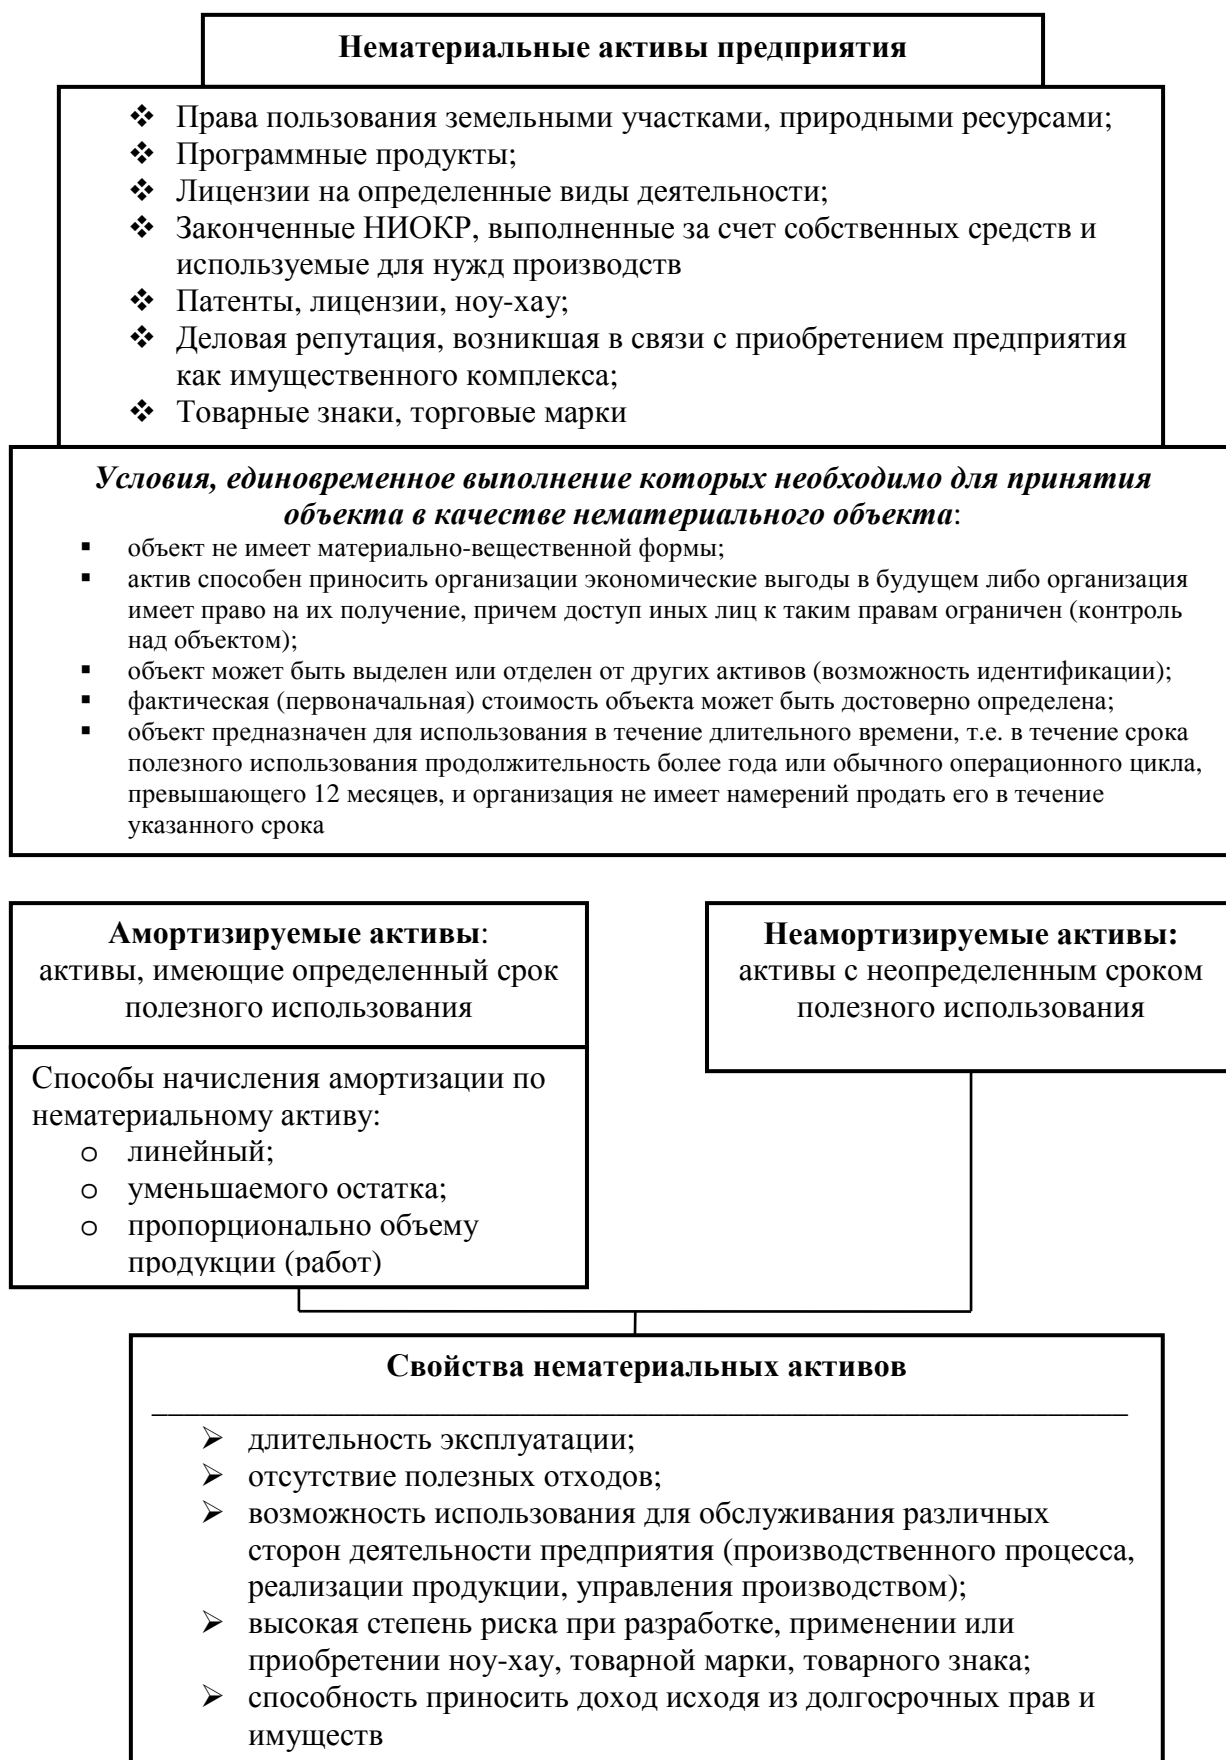 Нематериальные активы предприятия
❖ Права пользования земельными участками, природными ресурсами;
❖ Программные продукты;
❖ Лицензии на определенные виды деятельности;
❖ Законченные НИОКР, выполненные за счет собственных средств и
используемые для нужд производств
❖ Патенты, лицензии, ноу-хау;
❖ Деловая репутация, возникшая в связи с приобретением предприятия
как имущественного комплекса;
❖ Товарные знаки, торговые марки
Условия, единовременное выполнение которых необходимо для принятия
объекта в качестве нематериального объекта:
▪ объект не имеет материально-вещественной формы;
▪ актив способен приносить организации экономические выгоды в будущем либо организация
имеет право на их получение, причем доступ иных лиц к таким правам ограничен (контроль
над объектом);
▪ объект может быть выделен или отделен от других активов (возможность идентификации);
▪ фактическая (первоначальная) стоимость объекта может быть достоверно определена;
▪ объект предназначен для использования в течение длительного времени, т.е. в течение срока
полезного использования продолжительность более года или обычного операционного цикла,
превышающего 12 месяцев, и организация не имеет намерений продать его в течение
указанного срока
Амортизируемые активы:
активы, имеющие определенный срок
полезного использования
Способы начисления амортизации по
нематериальному активу:
o линейный;
o уменьшаемого остатка;
o пропорционально объему
продукции (работ)
Неамортизируемые активы:
активы с неопределенным сроком
полезного использования
Свойства нематериальных активов
➢ длительность эксплуатации;
➢ отсутствие полезных отходов;
➢ возможность использования для обслуживания различных
сторон деятельности предприятия (производственного процесса,
реализации продукции, управления производством);
➢ высокая степень риска при разработке, применении или
приобретении ноу-хау, товарной марки, товарного знака;
➢ способность приносить доход исходя из долгосрочных прав и
имуществ